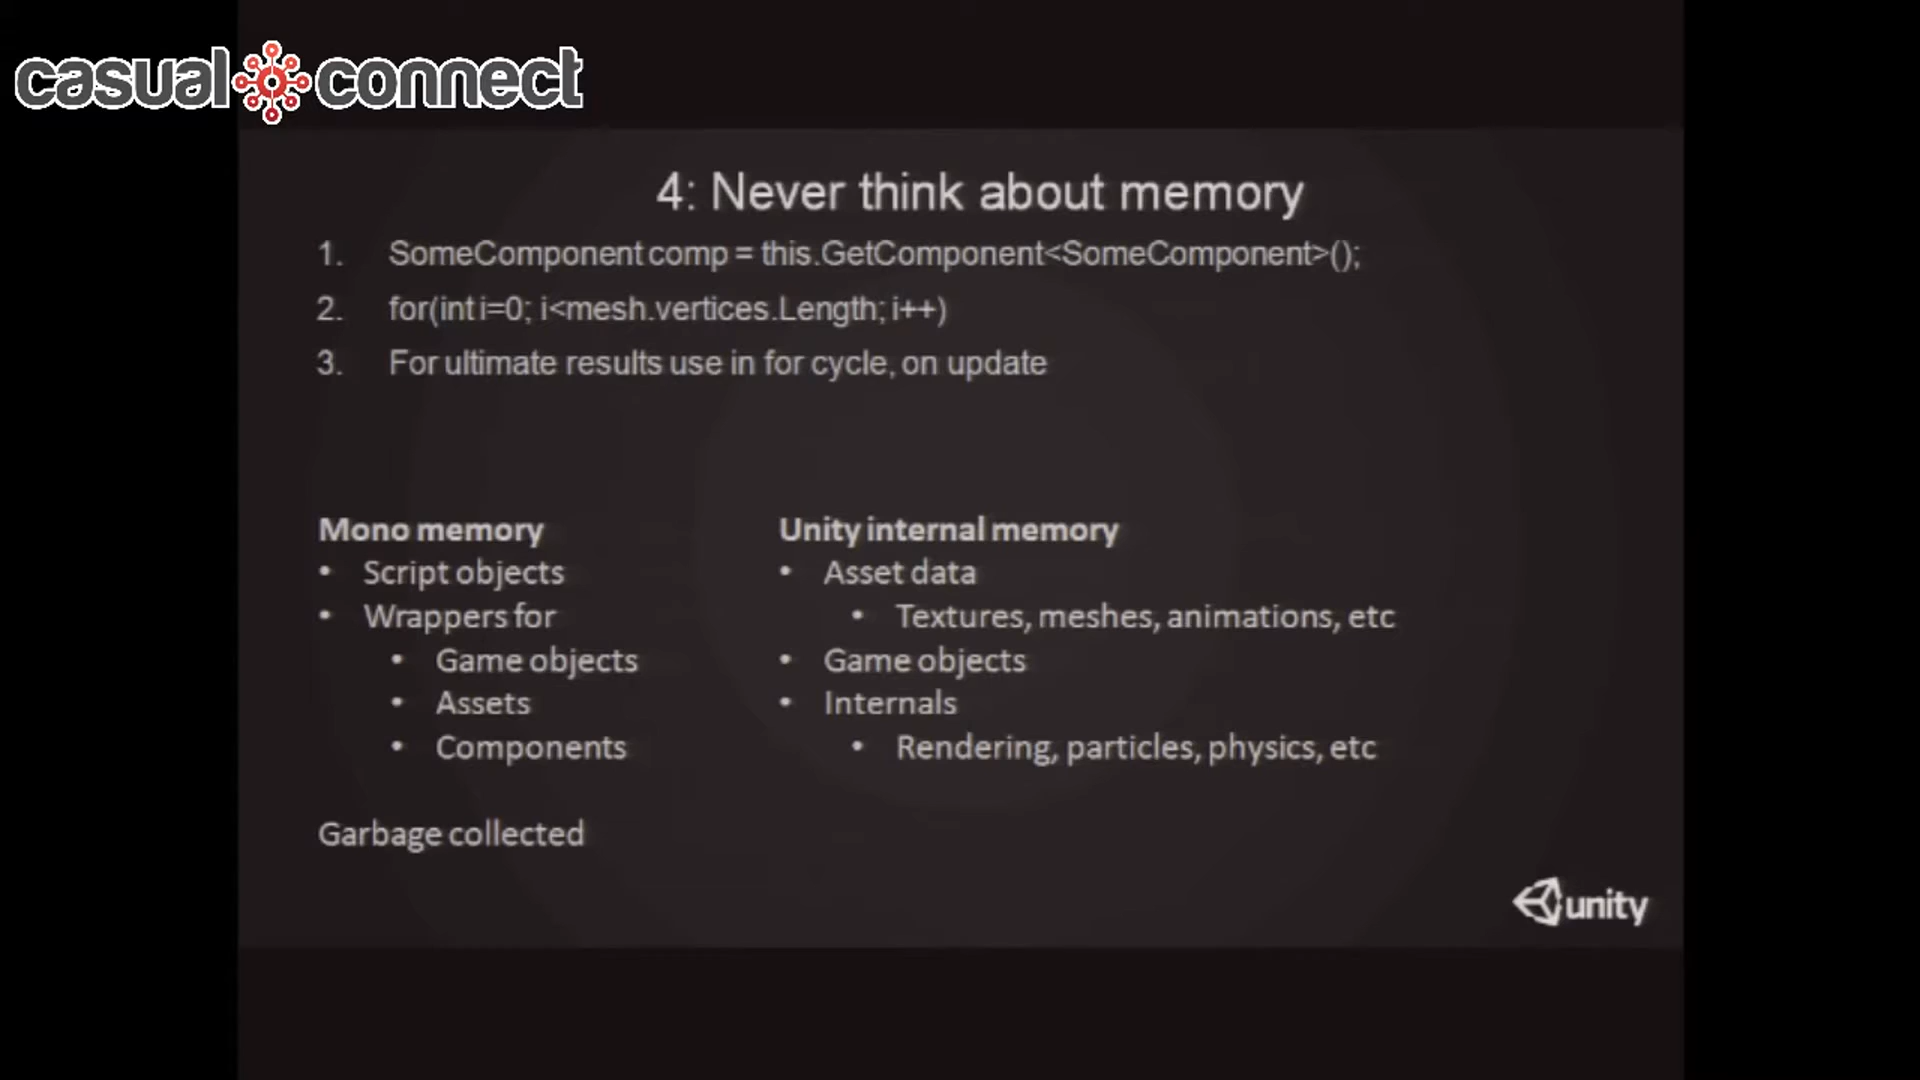 casual connect
4: Never think about memory
1. SomeComponent comp = this.GetComponent<SomeComponent>();
2. for(int i=0; i<mesh.vertices.Length; i++)
3. For ultimate results use in for cycle, on update
Mono memory
• Script objects
• Wrappers for
• Game objects
• Assets
• Components
Garbage collected
Unity internal memory
• Asset data
• Textures, meshes, animations, etc
• Game objects
• Internals
• Rendering, particles, physics, etc
unity